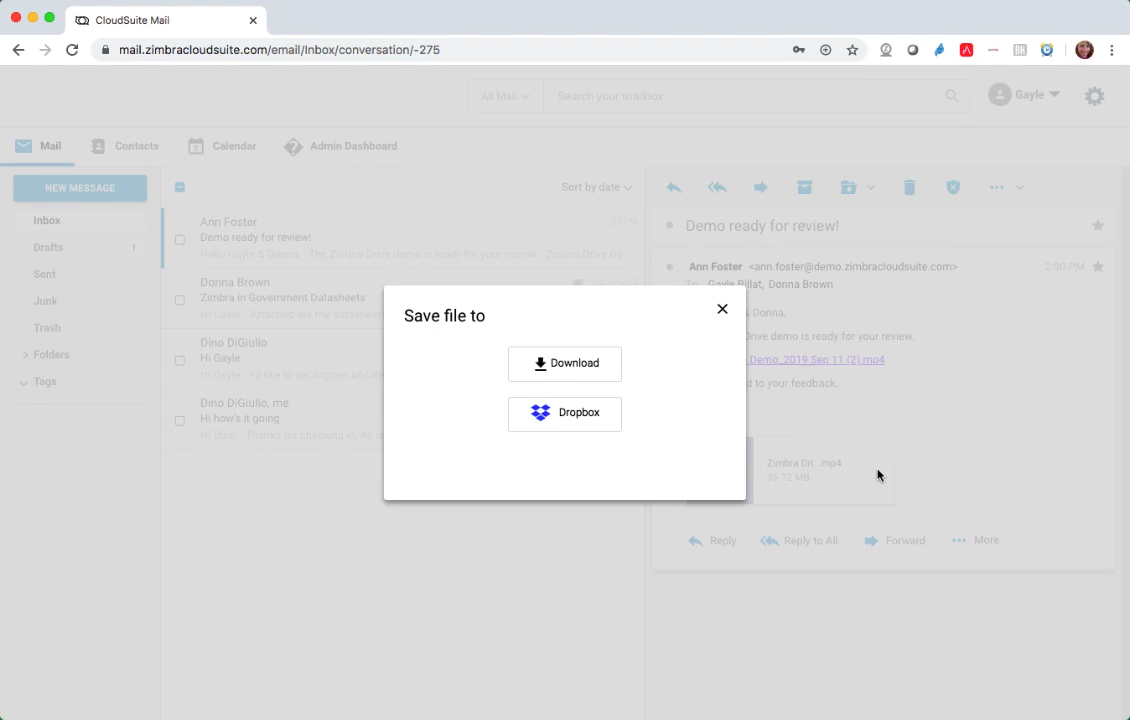 CloudSuite Mail
mail.zimbracloudsuite.com/email/Inbox/conversation/-275
All Mail
Search your mailbox
Gayle
Mail
Contacts
Calendar
Admin Dashboard
NEW MESSAGE
Sort by date
Inbox
Drafts 1
Sent
Junk
Trash
Folders
Tags
Ann Foster
Demo ready for review!
Hello Gayle & Donna, The Zimbra Drive demo is ready for your review. Zimbra Drive De...
Donna Brown
Zimbra in Government Datasheets
Hi Gayle, Attached are the datasheets
Dino DiGiulio
Hi Gayle
Hi Gayle, I'd like to get together and
Dino DiGiulio, me
Hi how's it going
Hi Dino, Thanks for checking in. All
Demo ready for review!
Ann Foster <ann.foster@demo.zimbracloudsuite.com> 2:00 PM
To Gayle Billat, Donna Brown
& Donna,
Drive demo is ready for your review.
Demo_2019 Sep 11 (2).mp4
d to your feedback.
Zimbra Dri...mp4
36.72 MB
Reply
Reply to All
Forward
More
Save file to
Download
Dropbox